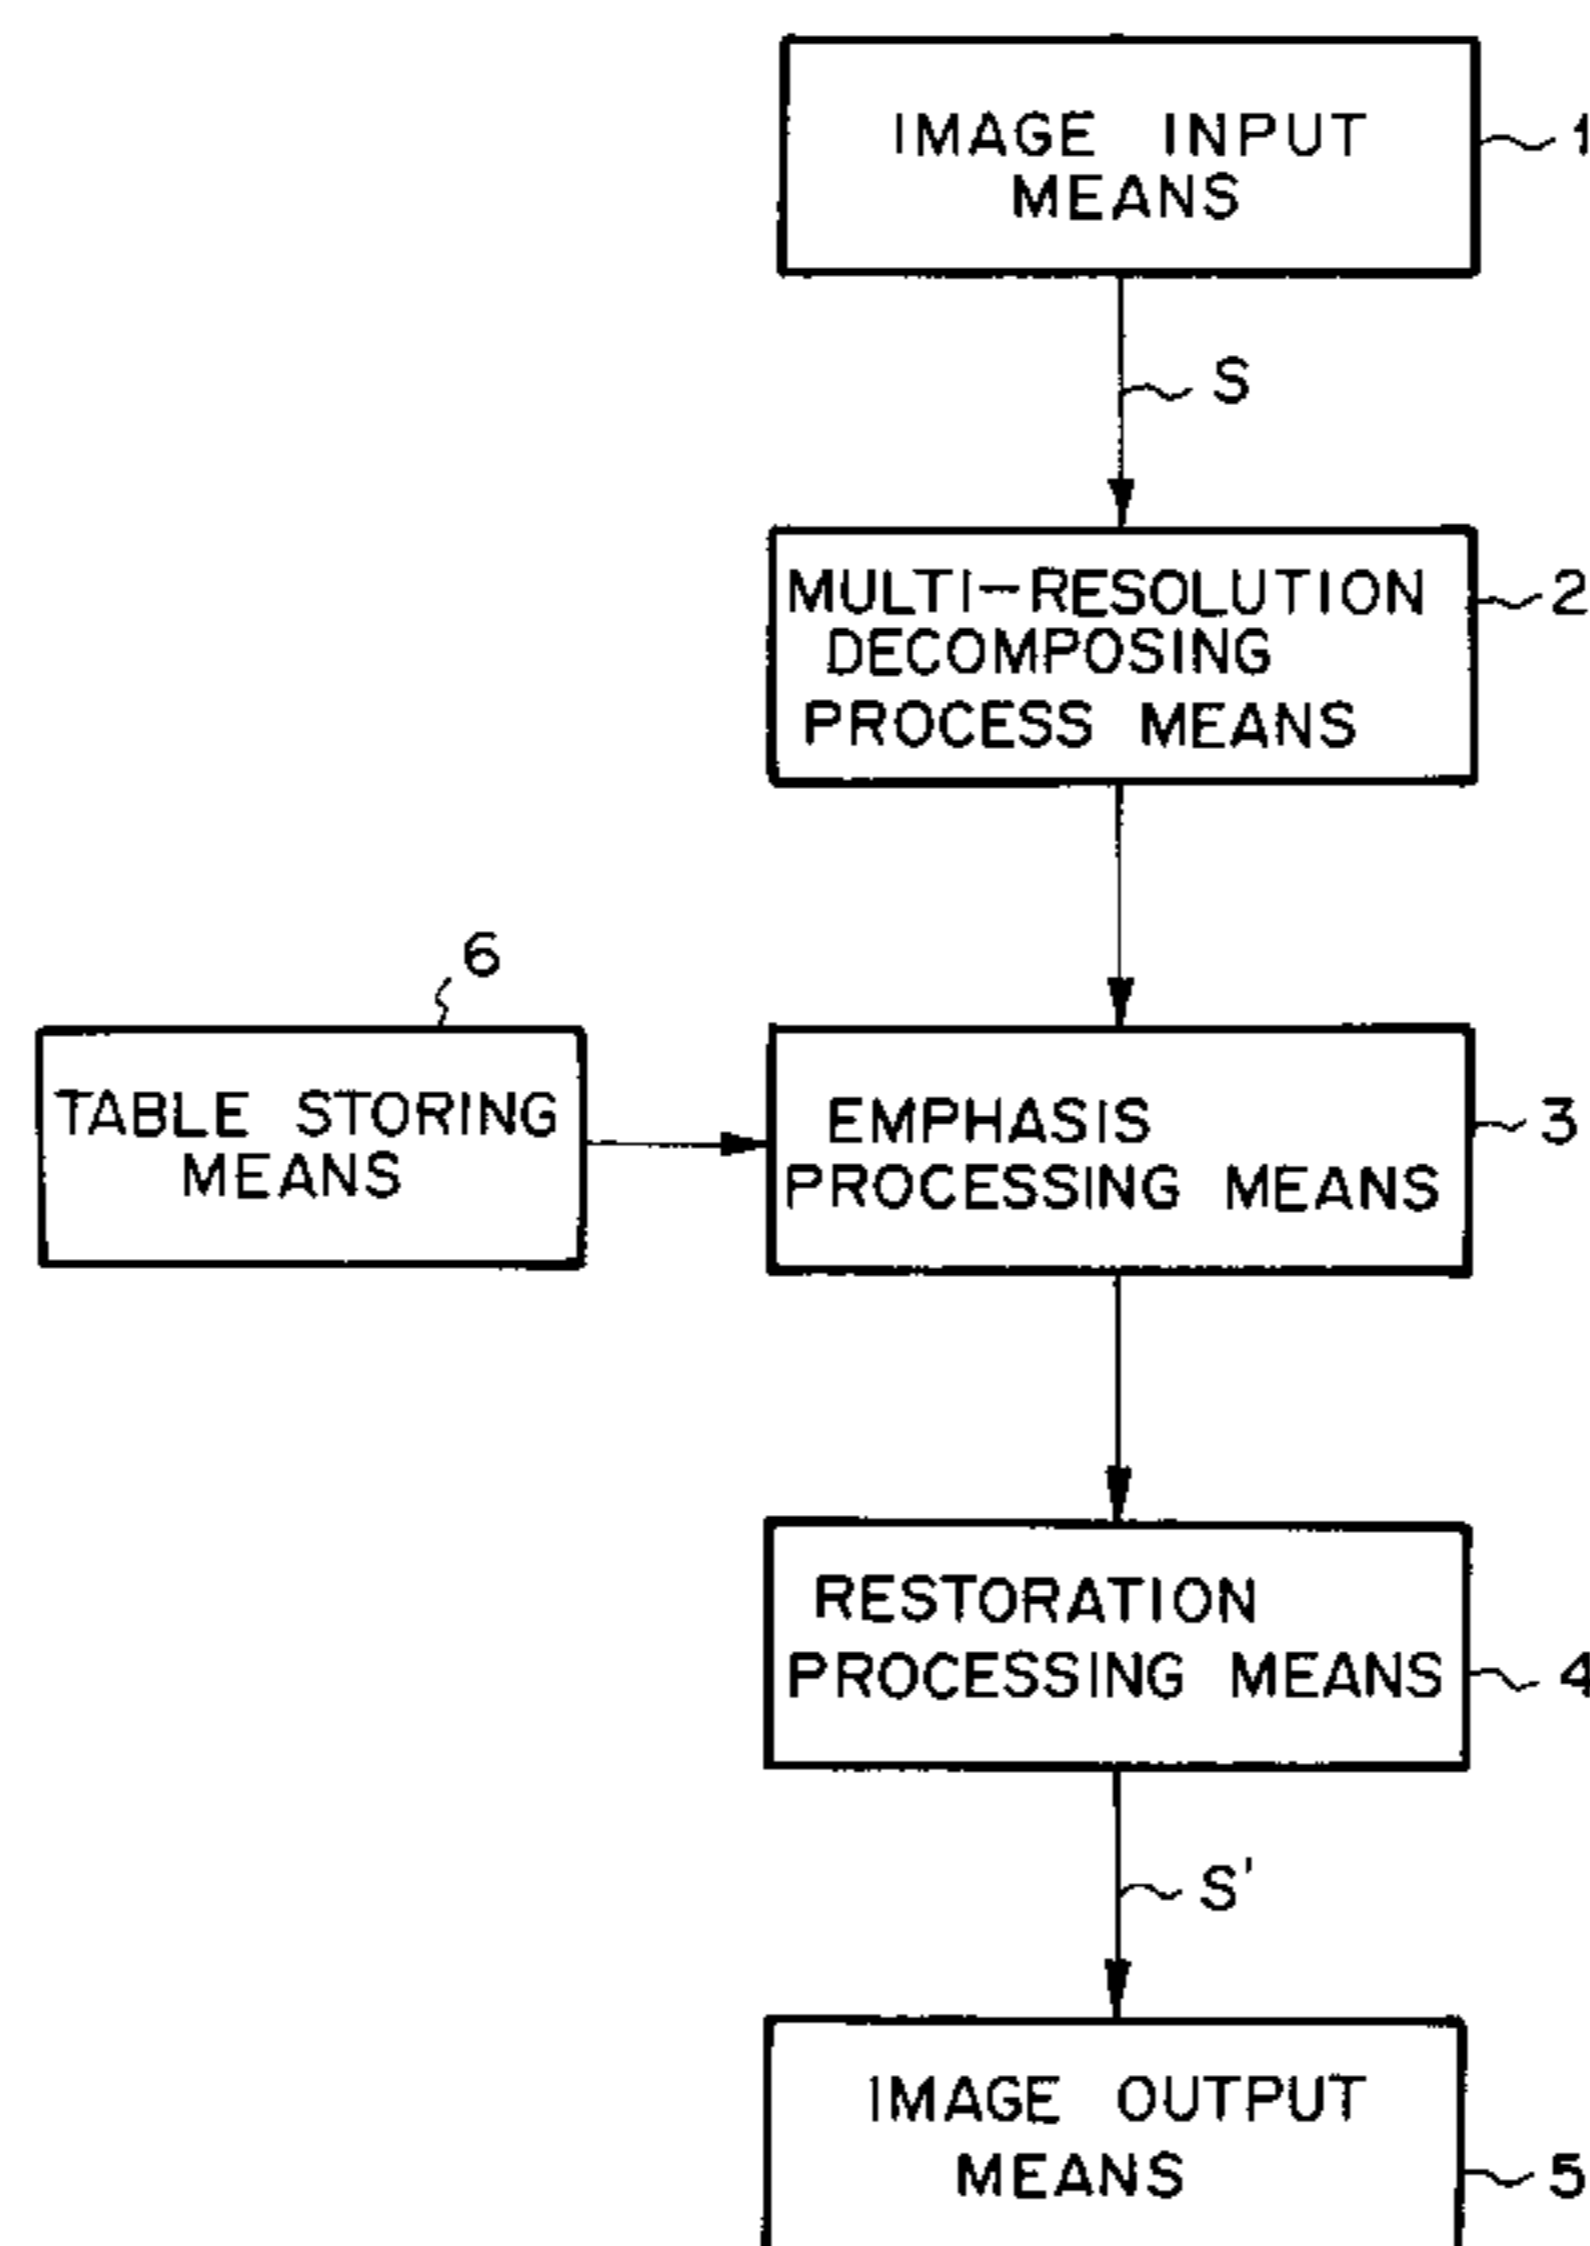 IMAGE INPUT
MEANS
1
S
MULTI-RESOLUTION
DECOMPOSING
PROCESS MEANS
2
6
TABLE STORING
MEANS
EMPHASIS
PROCESSING MEANS
3
RESTORATION
PROCESSING MEANS
4
S'
IMAGE OUTPUT
MEANS
5